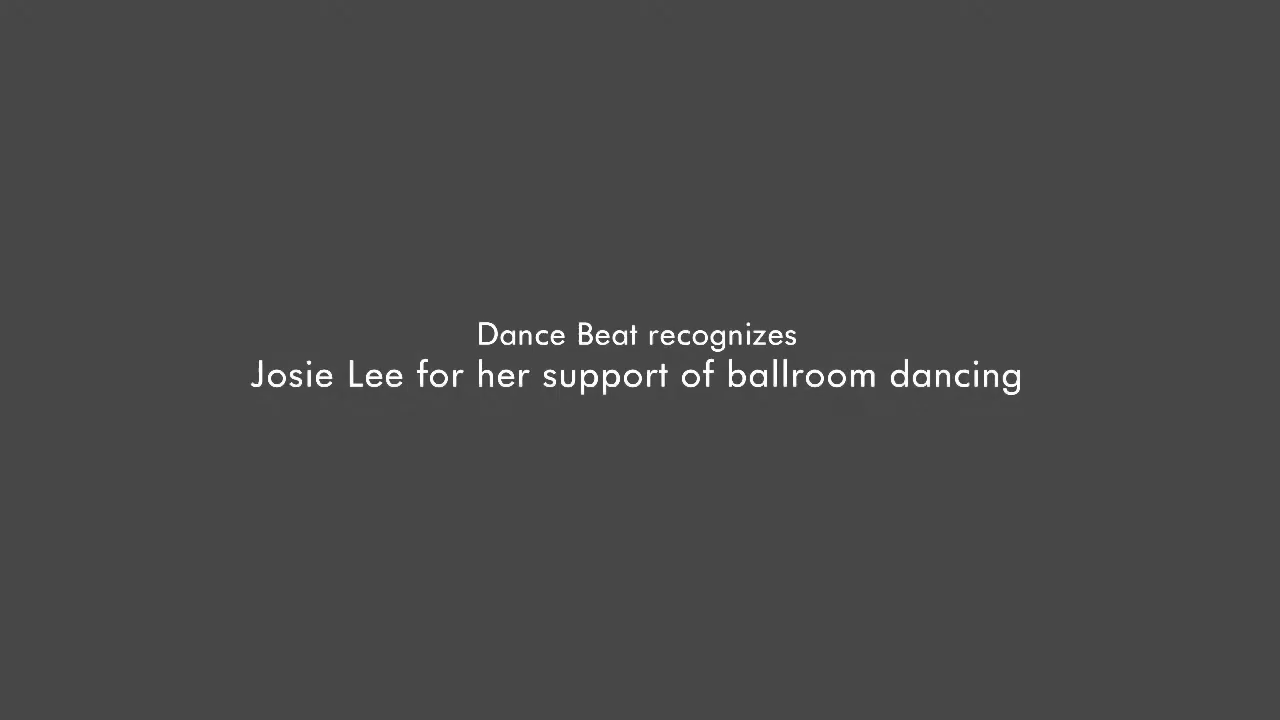 Dance Beat recognizes
Josie Lee for her support of ballroom dancing